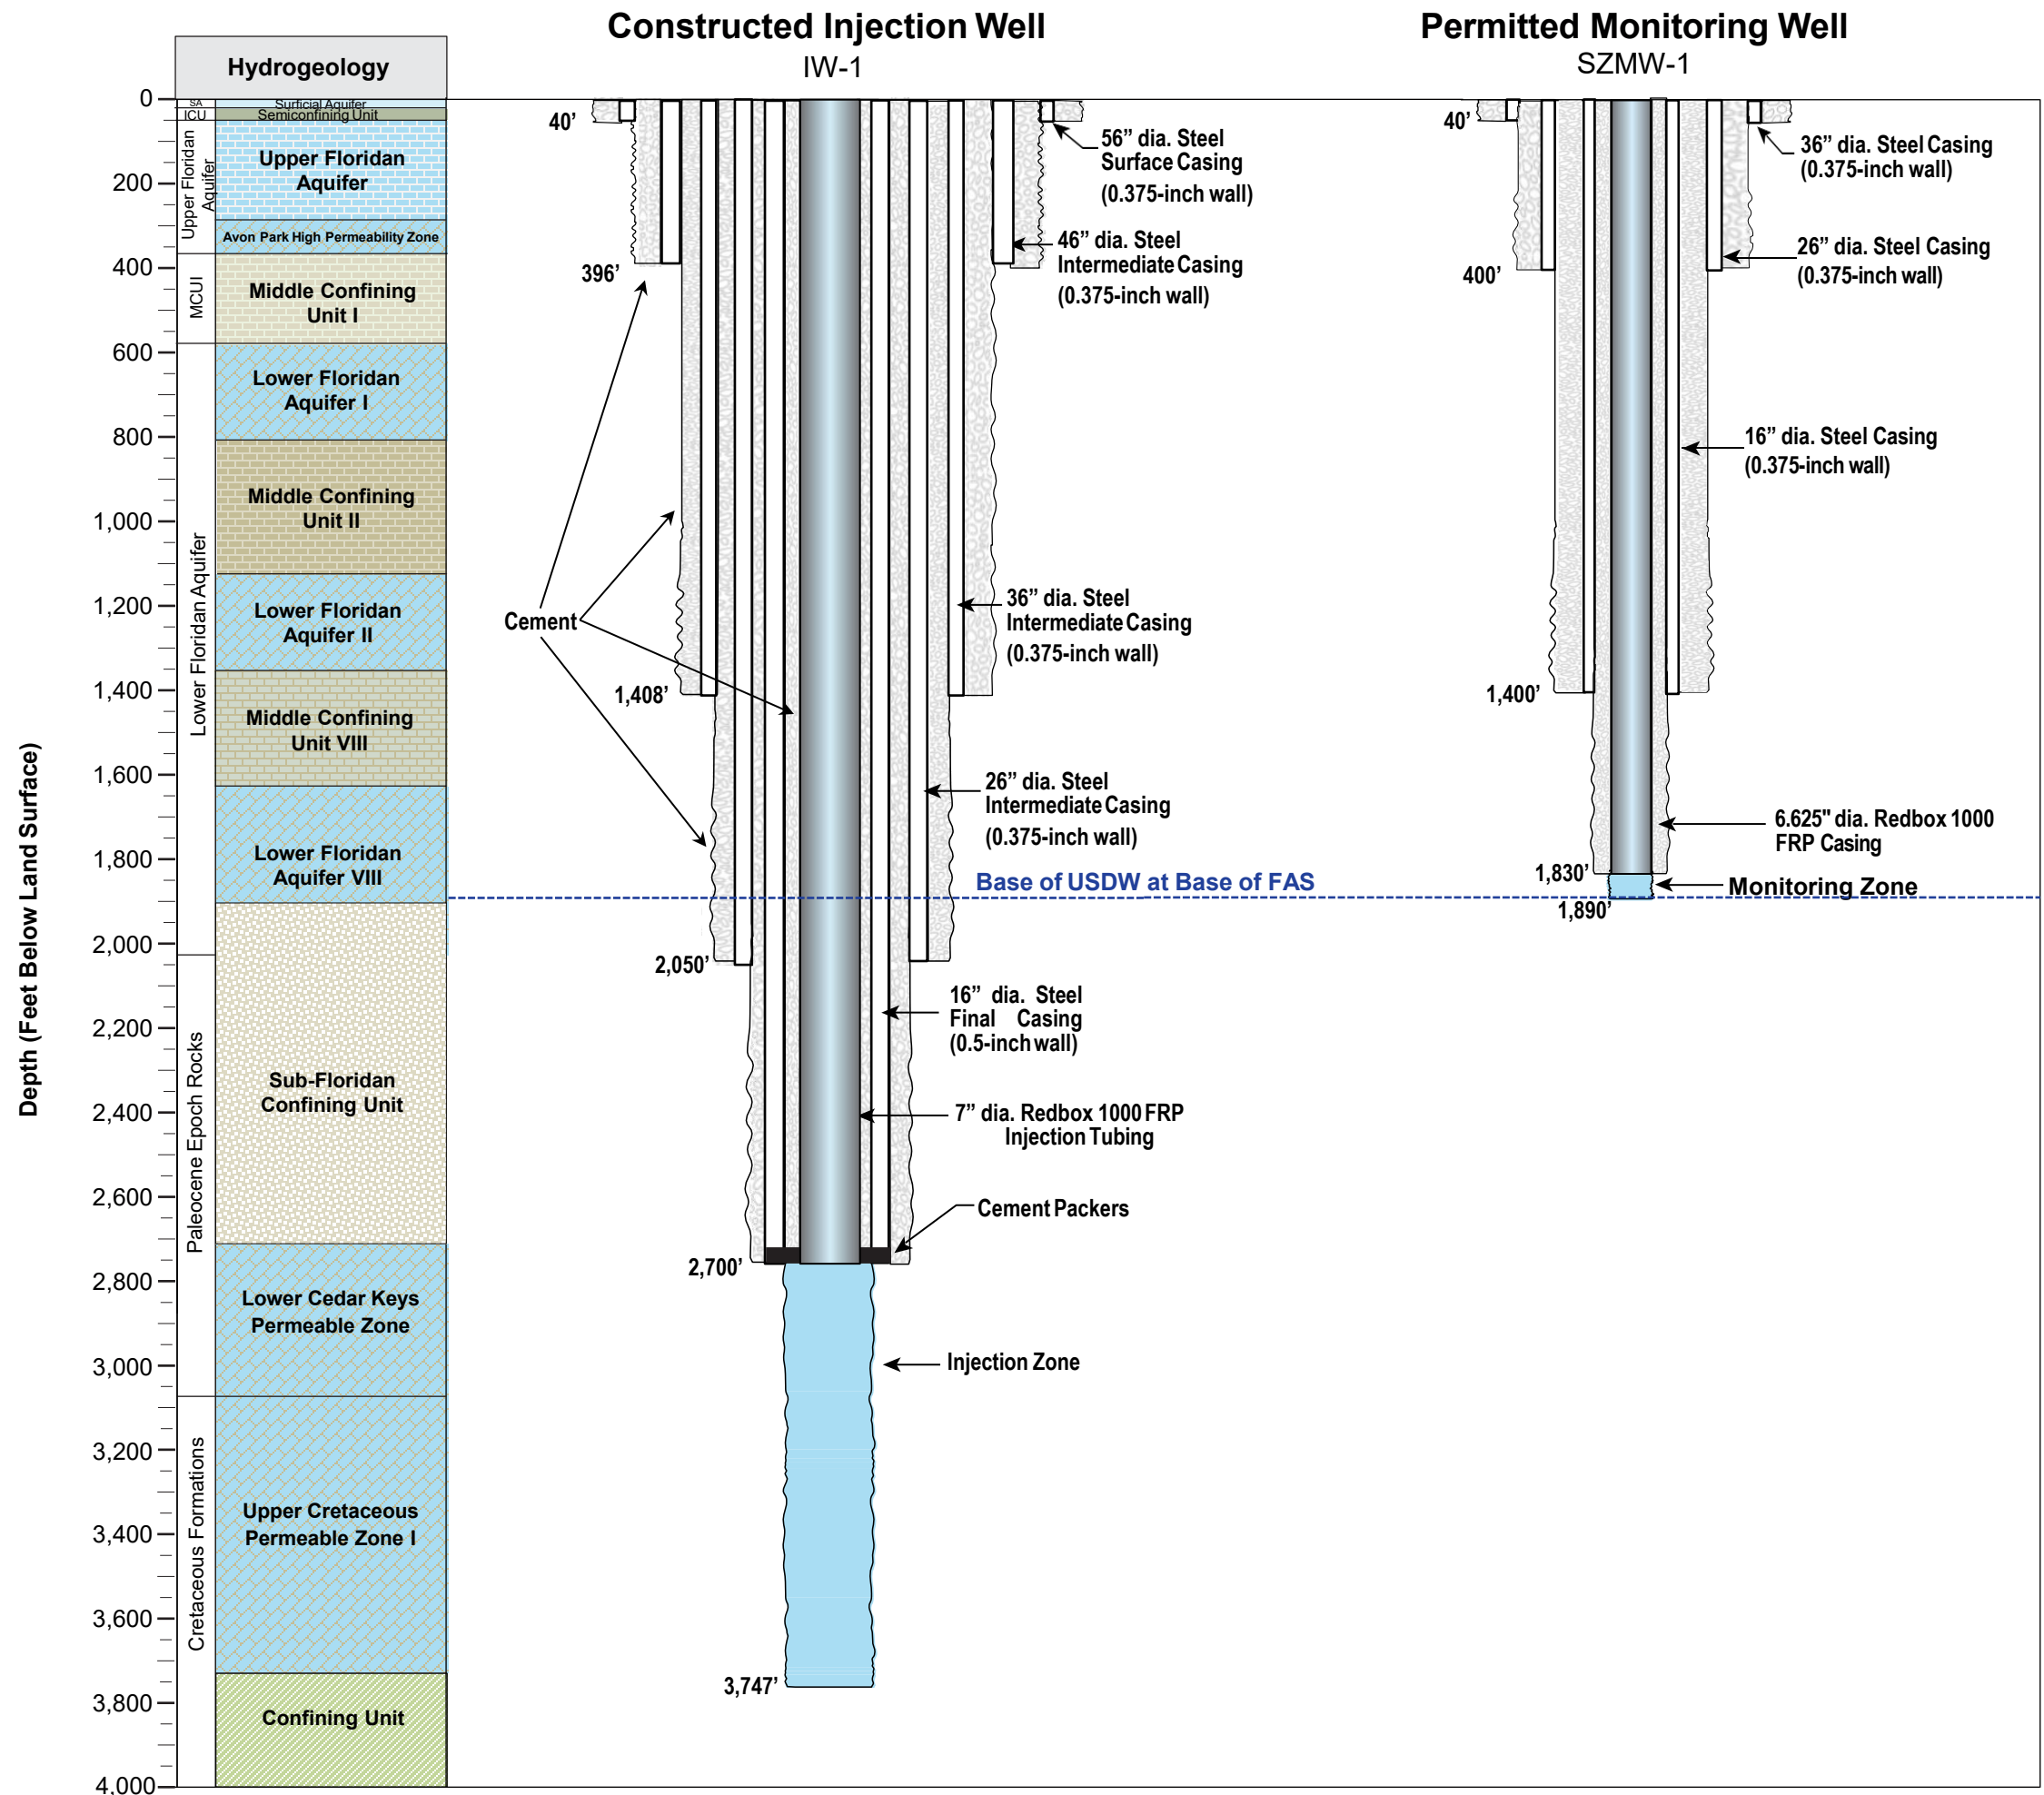 Constructed Injection Well
IW-1
Permitted Monitoring Well
SZMW-1
Hydrogeology
Depth (Feet Below Land Surface)
0
200
400
600
800
1,000
1,200
1,400
1,600
1,800
2,000
2,200
2,400
2,600
2,800
3,000
3,200
3,400
3,600
3,800
4,000
SA
ICU
Upper Floridan
Aquifer
MCUI
Lower Floridan Aquifer
Paleocene Epoch Rocks
Cretaceous Formations
Surficial Aquifer
Semiconfining Unit
Upper Floridan
Aquifer
Avon Park High Permeability Zone
Middle Confining
Unit I
Lower Floridan
Aquifer I
Middle Confining
Unit II
Lower Floridan
Aquifer II
Middle Confining
Unit VIII
Lower Floridan
Aquifer VIII
Sub-Floridan
Confining Unit
Lower Cedar Keys
Permeable Zone
Upper Cretaceous
Permeable Zone I
Confining Unit
40’
396’
1,408’
2,050’
2,700’
3,747’
Cement
56” dia. Steel
Surface Casing
(0.375-inch wall)
46” dia. Steel
Intermediate Casing
(0.375-inch wall)
36” dia. Steel
Intermediate Casing
(0.375-inch wall)
26” dia. Steel
Intermediate Casing
(0.375-inch wall)
Base of USDW at Base of FAS
16” dia. Steel
Final Casing
(0.5-inch wall)
7” dia. Redbox 1000 FRP
Injection Tubing
Cement Packers
Injection Zone
40’
400’
1,400’
1,830’
1,890’
36” dia. Steel Casing
(0.375-inch wall)
26” dia. Steel Casing
(0.375-inch wall)
16” dia. Steel Casing
(0.375-inch wall)
6.625" dia. Redbox 1000
FRP Casing
Monitoring Zone